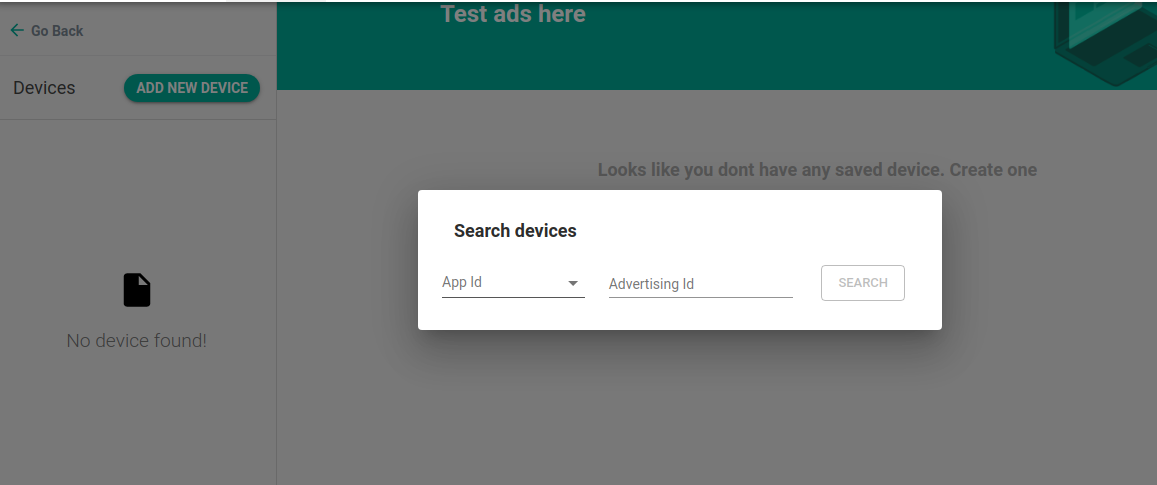 Test ads here
Go Back
Devices
ADD NEW DEVICE
Looks like you dont have any saved device. Create one
Search devices
App Id
Advertising Id
SEARCH
No device found!